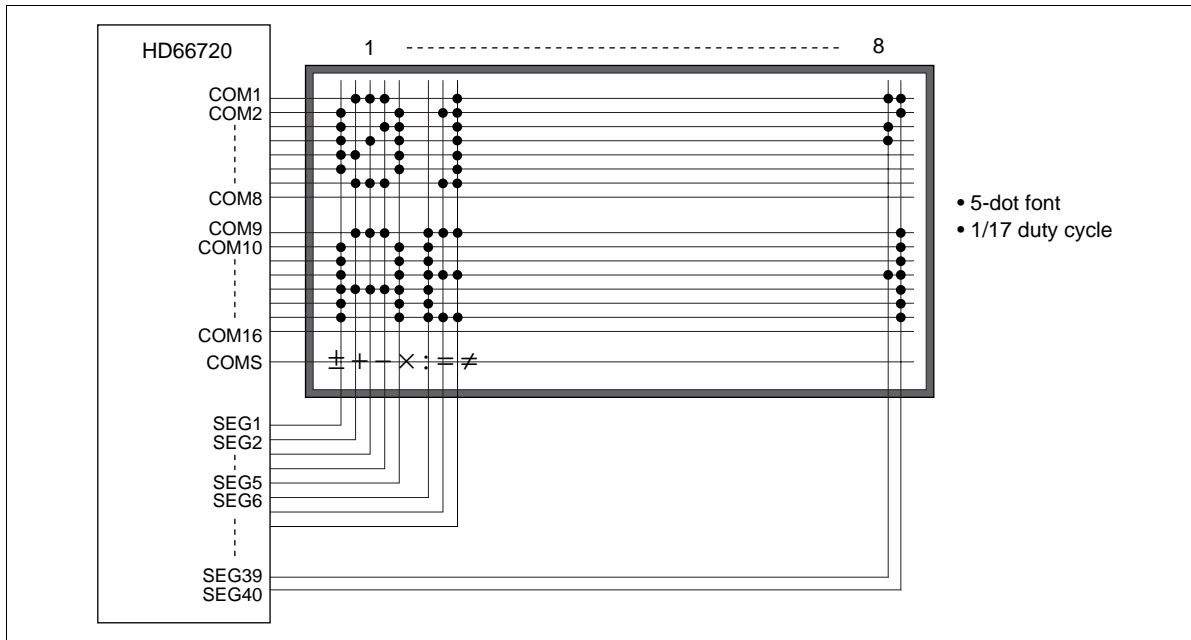 HD66720
1 8
COM1
COM2
COM8
COM9
COM10
COM16
COMS
± + − × : = ≠
SEG1
SEG2
SEG5
SEG6
SEG39
SEG40
• 5-dot font
• 1/17 duty cycle